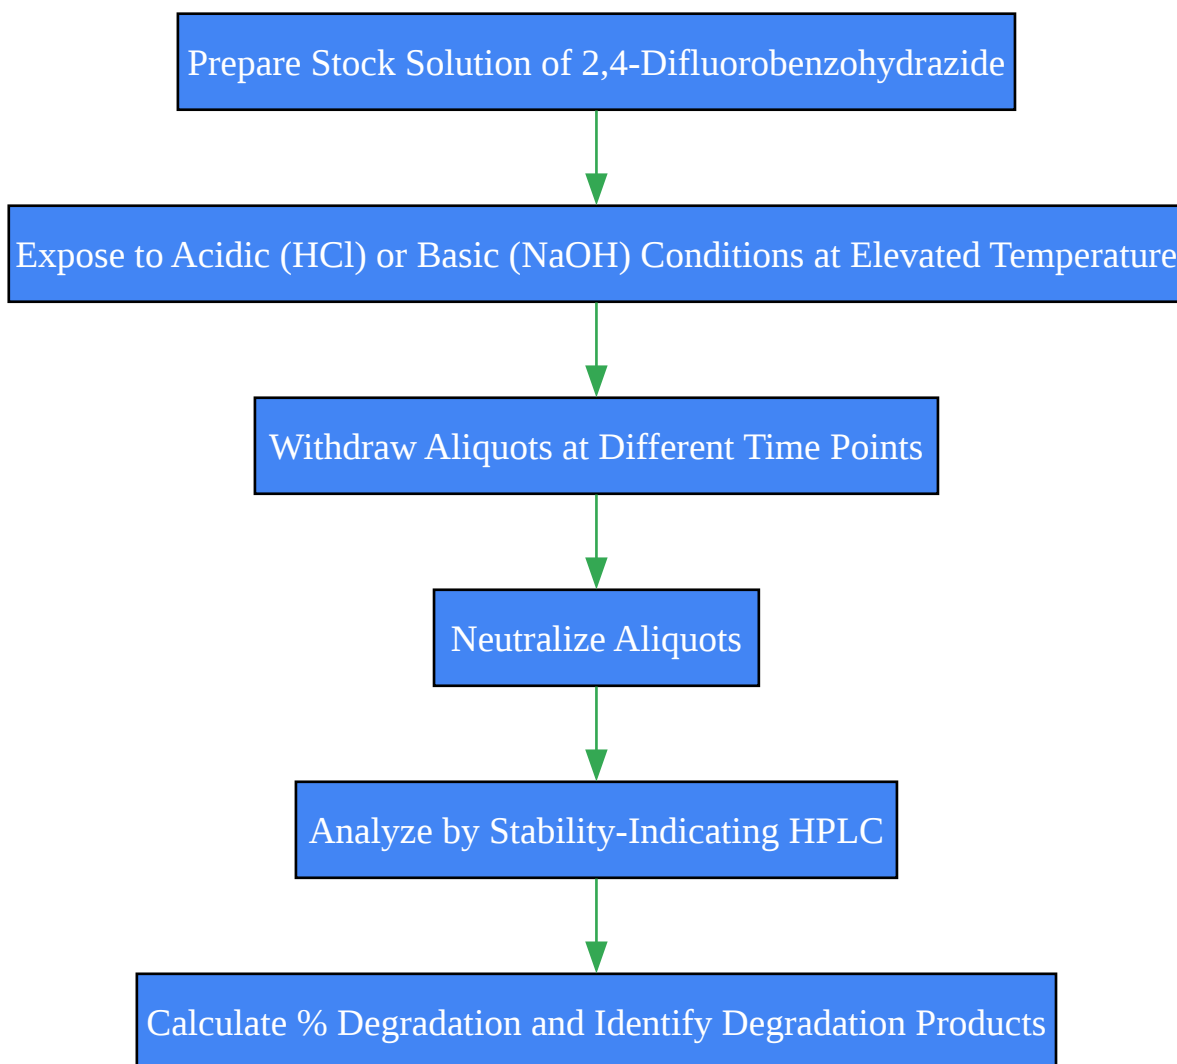 Prepare Stock Solution of 2,4-Difluorobenzohydrazide
Expose to Acidic (HCl) or Basic (NaOH) Conditions at Elevated Temperature
Withdraw Aliquots at Different Time Points
Neutralize Aliquots
Analyze by Stability-Indicating HPLC
Calculate % Degradation and Identify Degradation Products